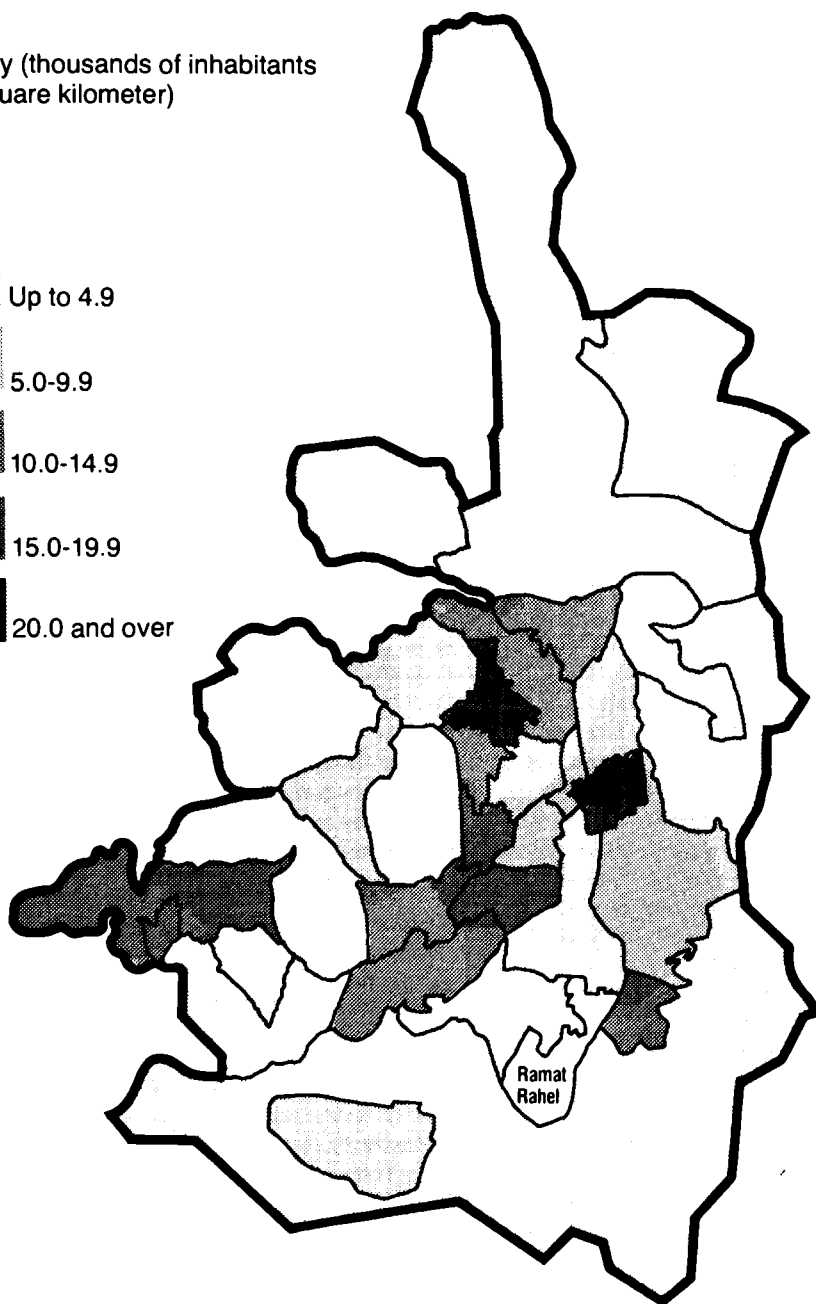 y (thousands of inhabitants
uare kilometer)
Up to 4.9
5.0-9.9
10.0-14.9
15.0-19.9
20.0 and over
Ramat
Rahel